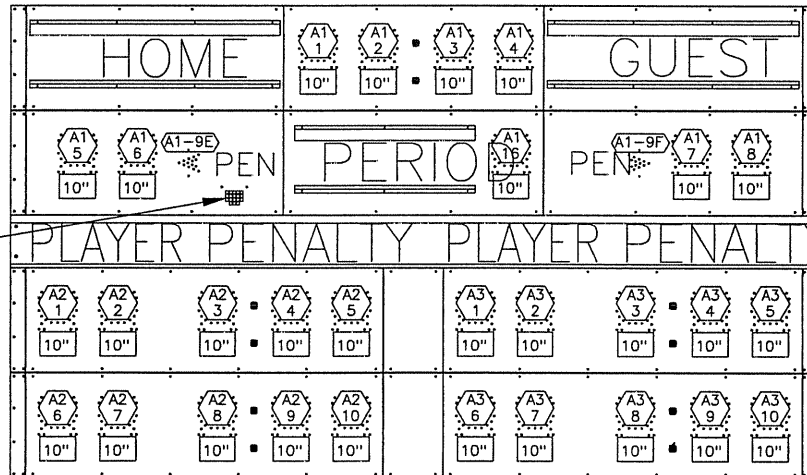 A1 1 A1 2 A1 3 A1 4
HOME GUEST
10" 10" 10" 10"
A1 5 A1 6 A1-9E PEN PERIOD A1 16 PEN A1-9F A1 7 A1 8
10" 10" 10" 10" 10"
PLAYER PENALTY PLAYER PENALT
A2 1 A2 2 A2 3 A2 4 A2 5 A3 1 A3 2 A3 3 A3 4 A3 5
10" 10" 10" 10" 10" 10" 10" 10" 10" 10"
A2 6 A2 7 A2 8 A2 9 A2 10 A3 6 A3 7 A3 8 A3 9 A3 10
10" 10" 10" 10" 10" 10" 10" 10" 10" 10"